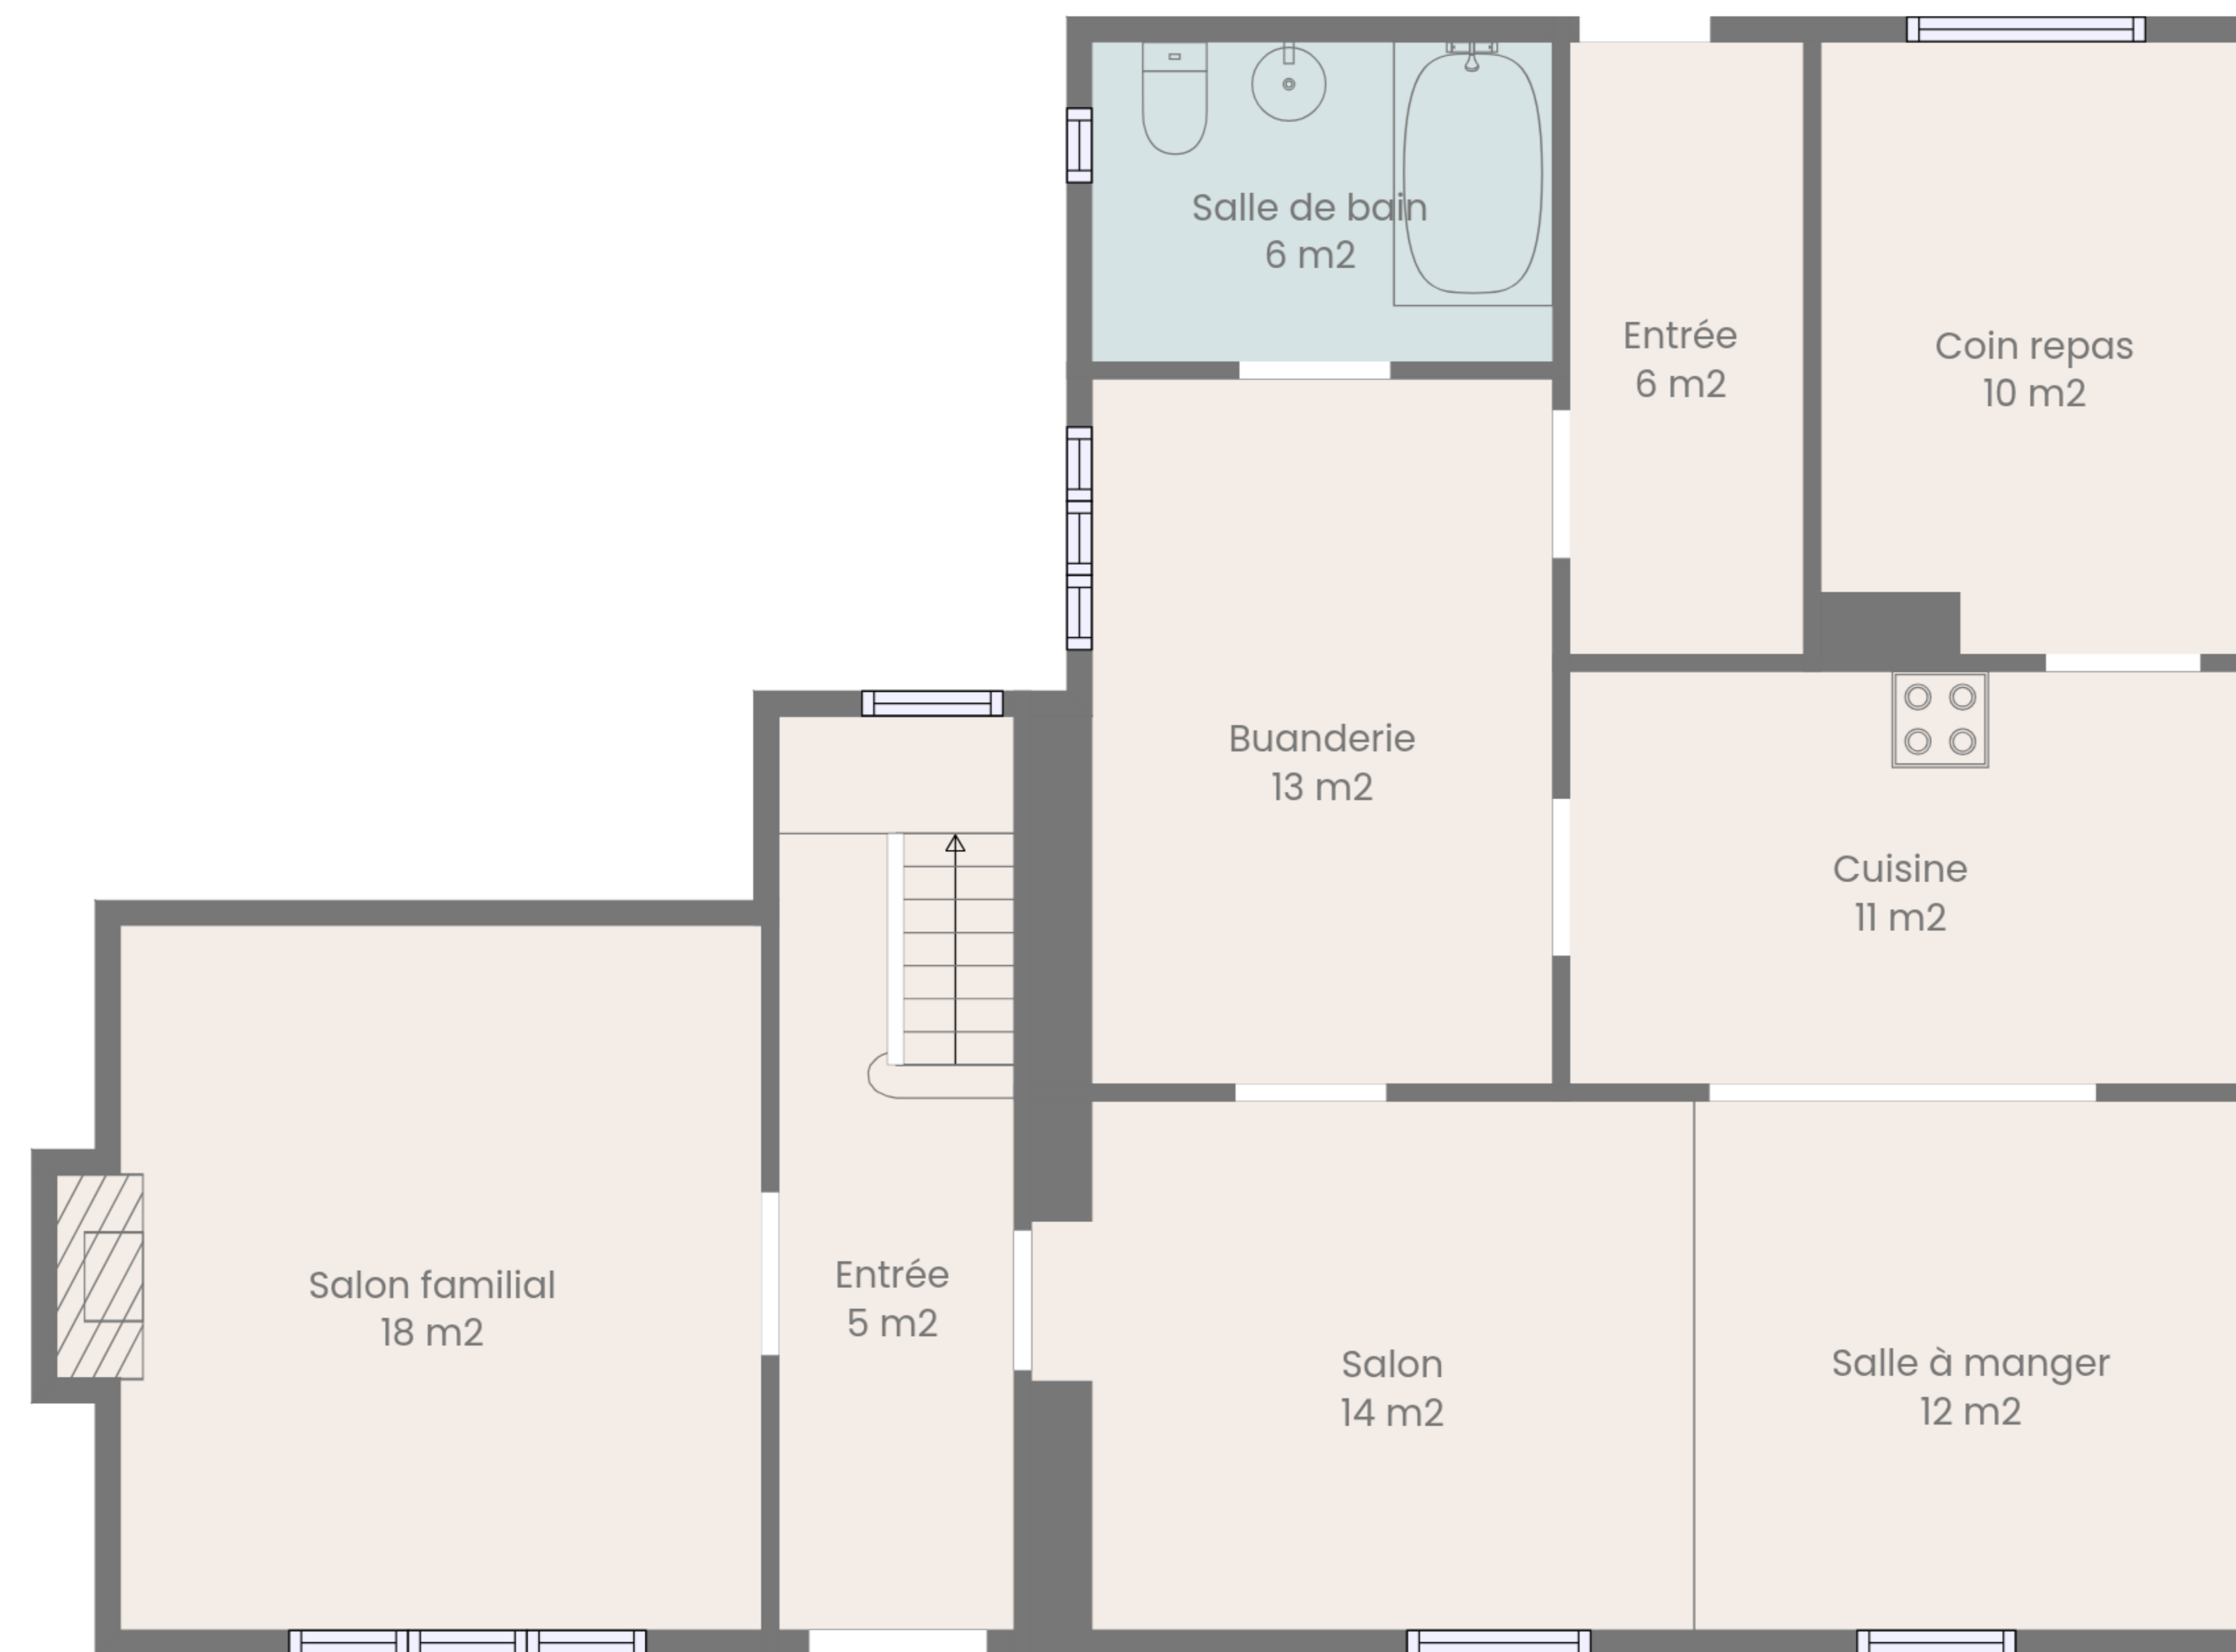 Salle de bain
6 m2
Entrée
6 m2
Coin repas
10 m2
Buanderie
13 m2
Cuisine
11 m2
Salon familial
18 m2
Entrée
5 m2
Salon
14 m2
Salle à manger
12 m2